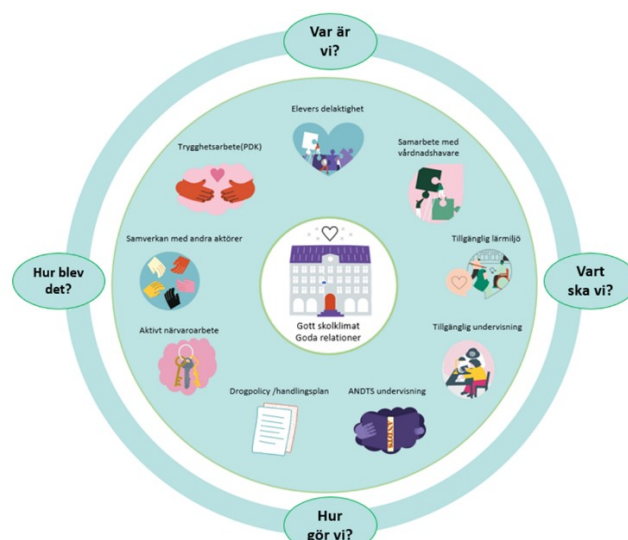 Var är
vi?
Elevers delaktighet
Trygghetsarbete(PDK)
Samarbete med
vårdnadshavare
Samverkan med andra aktörer
Tillgänglig lärmiljö
Hur blev
det?
Vart
ska vi?
Gott skolklimat
Goda relationer
Aktivt närvaroarbete
Tillgänglig undervisning
Drogpolicy /handlingsplan
ANDTS undervisning
ANDTS
Hur
gör vi?